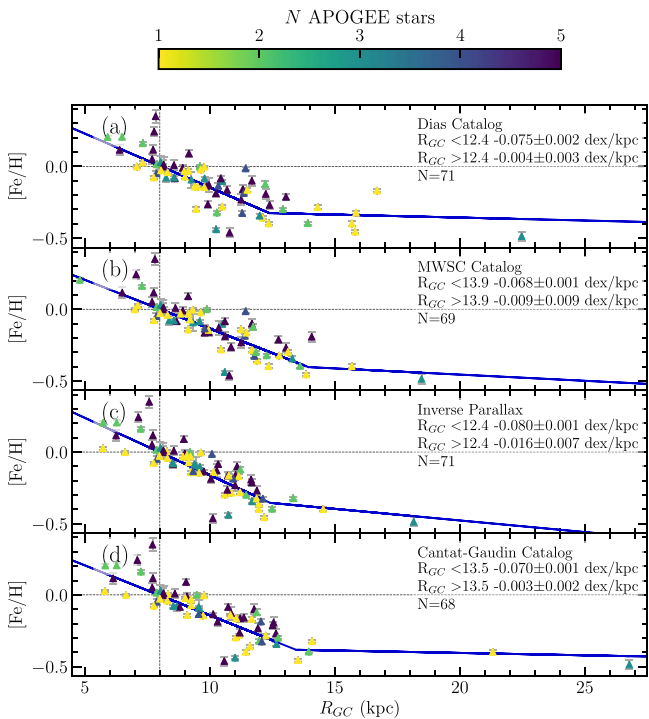 N APOGEE stars
1 2 3 4 5
(a)
Dias Catalog
R_GC <12.4 -0.075±0.002 dex/kpc
R_GC >12.4 -0.004±0.003 dex/kpc
N=71
[Fe/H]
0.0
−0.5
(b)
MWSC Catalog
R_GC <13.9 -0.068±0.001 dex/kpc
R_GC >13.9 -0.009±0.009 dex/kpc
N=69
[Fe/H]
0.0
−0.5
(c)
Inverse Parallax
R_GC <12.4 -0.080±0.001 dex/kpc
R_GC >12.4 -0.016±0.007 dex/kpc
N=71
[Fe/H]
0.0
−0.5
(d)
Cantat-Gaudin Catalog
R_GC <13.5 -0.070±0.001 dex/kpc
R_GC >13.5 -0.003±0.002 dex/kpc
N=68
[Fe/H]
0.0
−0.5
5 10 15 20 25
R_GC (kpc)